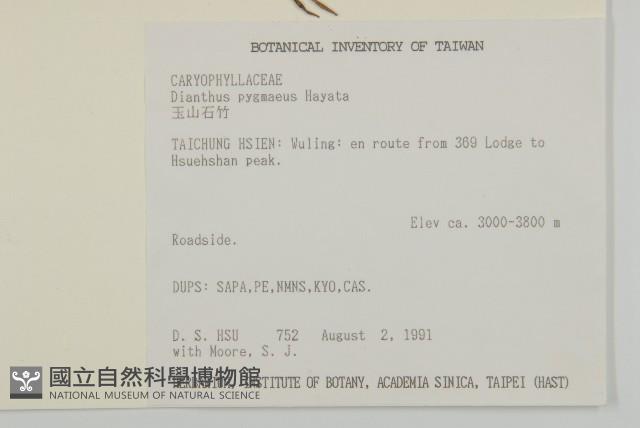 BOTANICAL INVENTORY OF TAIWAN
CARYOPHYLLACEAE
Dianthus pygmaeus Hayata
玉山石竹
TAICHUNG HSIEN: Wuling: en route from 369 Lodge to
Hsuehshan peak.
Elev ca. 3000-3800 m
Roadside.
DUPS: SAPA,PE,NMNS,KYO,CAS.
D. S. HSU 752 August 2, 1991
with Moore, S. J.
INSTITUTE OF BOTANY, ACADEMIA SINICA, TAIPEI (HAST)
國立自然科學博物館
NATIONAL MUSEUM OF NATURAL SCIENCE